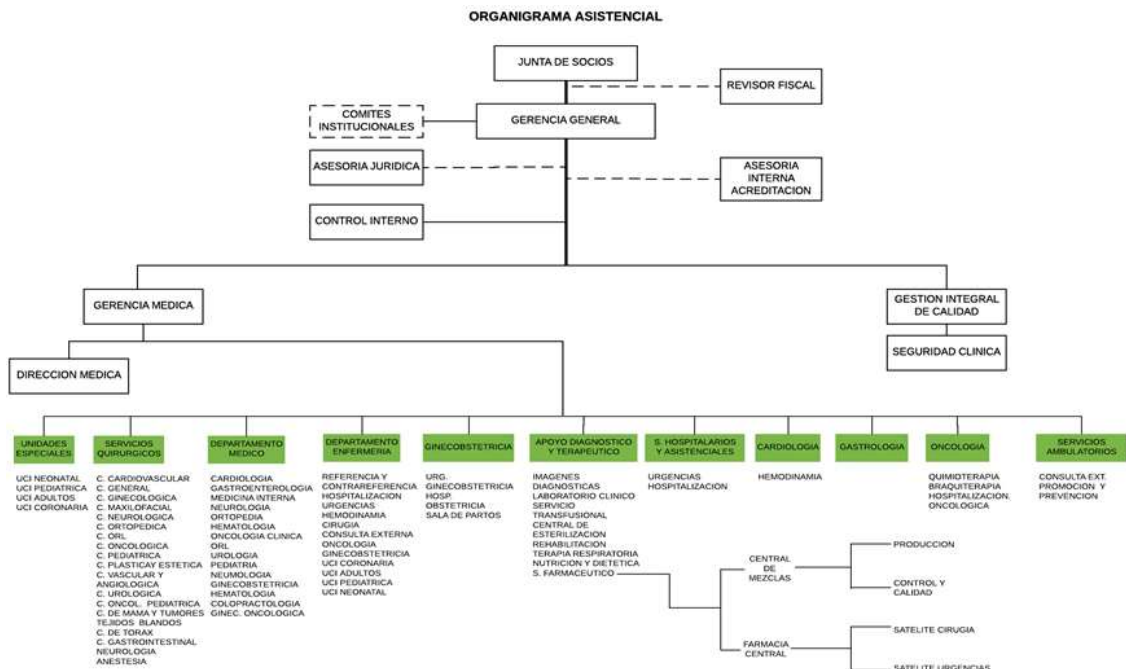 ORGANIGRAMA ASISTENCIAL
JUNTA DE SOCIOS
REVISOR FISCAL
COMITES
INSTITUCIONALES
GERENCIA GENERAL
ASESORIA JURIDICA
ASESORIA
INTERNA
ACREDITACION
CONTROL INTERNO
GERENCIA MEDICA
GESTION INTEGRAL
DE CALIDAD
SEGURIDAD CLINICA
DIRECCION MEDICA
UNIDADES
ESPECIALES
UCI NEONATAL
UCI PEDIATRICA
UCI ADULTOS
UCI CORONARIA
SERVICIOS
QUIRURGICOS
C. CARDIOVASCULAR
C. GENERAL
C. GINECOLOGICA
C. MAXILOFACIAL
C. NEUROLOGICA
C. ORTOPEDICA
C. ORL
C. ONCOLOGICA
C. PEDIATRICA
C. PLASTICAY ESTETICA
C. VASCULAR Y
ANGIOLOGICA
C. UROLOGICA
C. ONCOL. PEDIATRICA
C. DE MAMA Y TUMORES
TEJIDOS BLANDOS
C. DE TORAX
C. GASTROINTESTINAL
NEUROLOGIA
ANESTESIA
DEPARTAMENTO
MEDICO
CARDIOLOGIA
GASTROENTEROLOGIA
MEDICINA INTERNA
NEUROLOGIA
ORTOPEDIA
HEMATOLOGIA
ONCOLOGIA CLINICA
ORL
UROLOGIA
PEDIATRIA
NEUMOLOGIA
GINECOBSTETRICIA
HEMATOLOGIA
COLOPRACTOLOGIA
GINEC. ONCOLOGICA
DEPARTAMENTO
ENFERMERIA
REFERENCIA Y
CONTRAREFERENCIA
HOSPITALIZACION
URGENCIAS
HEMODINAMIA
CIRUGIA
CONSULTA EXTERNA
ONCOLOGIA
GINECOBSTETRICIA
UCI CORONARIA
UCI ADULTOS
UCI PEDIATRICA
UCI NEONATAL
GINECOBSTETRICIA
URG.
GINECOBSTETRICIA
HOSP.
OBSTETRICIA
SALA DE PARTOS
APOYO DIAGNOSTICO
Y TERAPEUTICO
IMAGENES
DIAGNOSTICAS
LABORATORIO CLINICO
SERVICIO
TRANSFUSIONAL
CENTRAL DE
ESTERILIZACION
REHABILITACION
TERAPIA RESPIRATORIA
NUTRICION Y DIETETICA
S. FARMACEUTICO
S. HOSPITALARIOS
Y ASISTENCIALES
URGENCIAS
HOSPITALIZACION
CARDIOLOGIA
HEMODINAMIA
GASTROLOGIA
ONCOLOGIA
QUIMIOTERAPIA
BRAQUITERAPIA
HOSPITALIZACION.
ONCOLOGICA
SERVICIOS
AMBULATORIOS
CONSULTA EXT.
PROMOCION Y
PREVENCION
CENTRAL
DE
MEZCLAS
PRODUCCION
CONTROL Y
CALIDAD
FARMACIA
CENTRAL
SATELITE CIRUGIA
SATELITE URGENCIAS